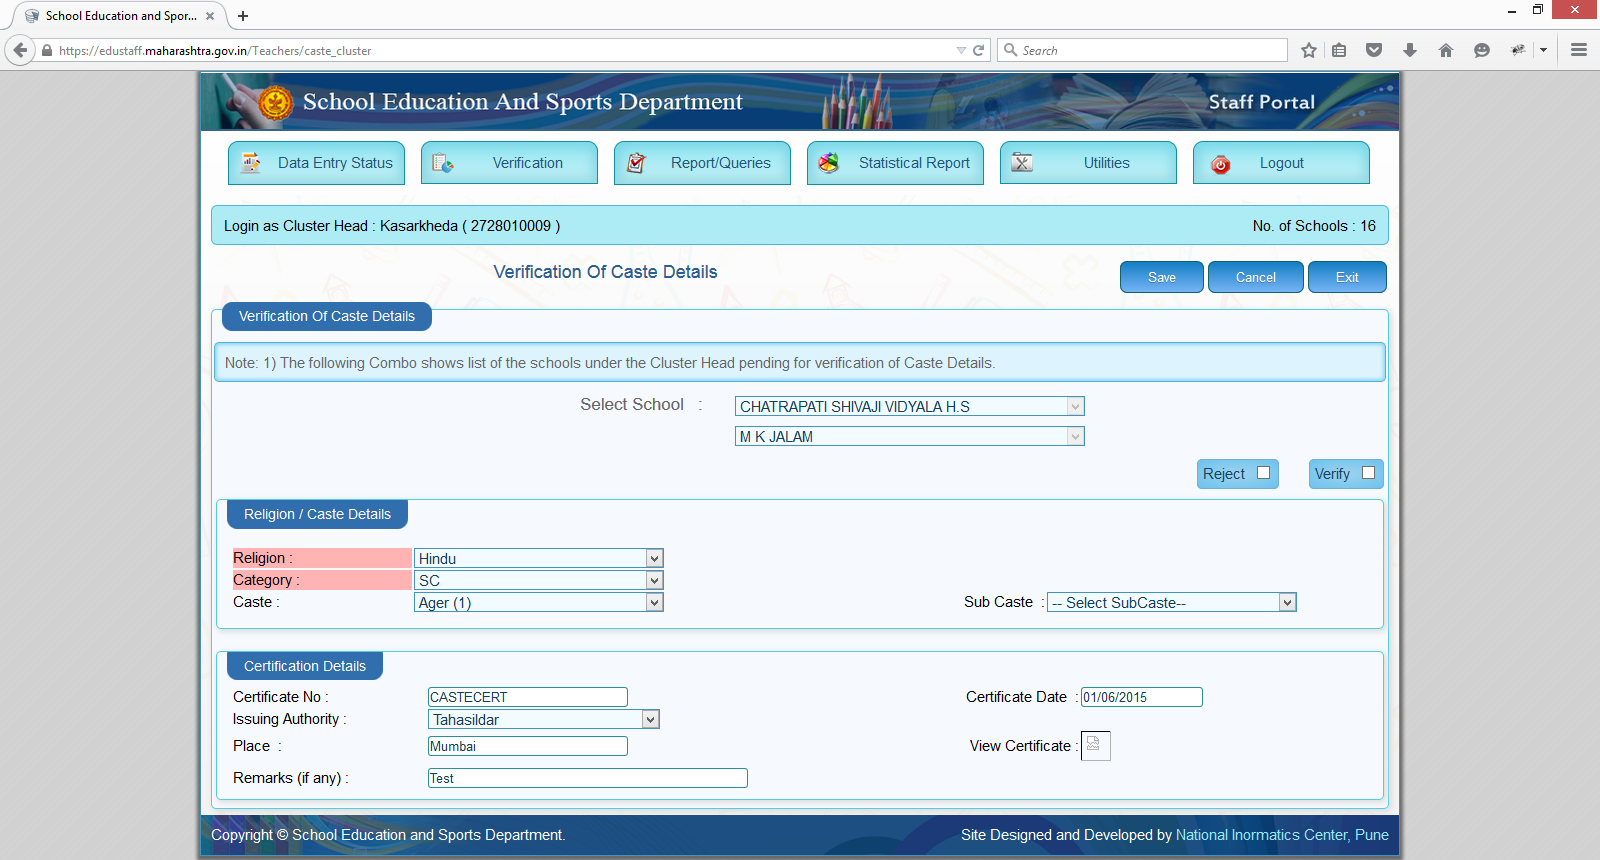 School Education and Spor...
https://edustaff.maharashtra.gov.in/Teachers/caste_cluster
Search
School Education And Sports Department
Staff Portal
Data Entry Status
Verification
Report/Queries
Statistical Report
Utilities
Logout
Login as Cluster Head : Kasarkheda ( 2728010009 )
No. of Schools : 16
Verification Of Caste Details
Save
Cancel
Exit
Verification Of Caste Details
Note: 1) The following Combo shows list of the schools under the Cluster Head pending for verification of Caste Details.
Select School :
CHATRAPATI SHIVAJI VIDYALA H.S
M K JALAM
Reject
Verify
Religion / Caste Details
Religion : Hindu
Category : SC
Caste : Ager (1)
Sub Caste : -- Select SubCaste--
Certification Details
Certificate No : CASTECERT
Certificate Date : 01/06/2015
Issuing Authority : Tahasildar
Place : Mumbai
View Certificate :
Remarks (if any) : Test
Copyright © School Education and Sports Department.
Site Designed and Developed by National Inormatics Center, Pune